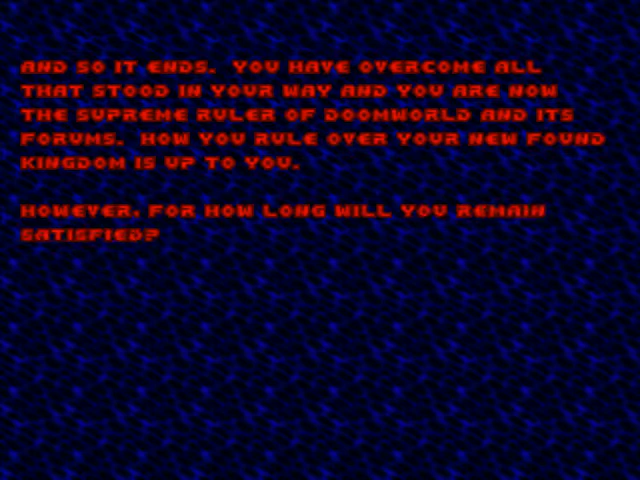 AND SO IT ENDS.  YOU HAVE OVERCOME ALL
THAT STOOD IN YOUR WAY AND YOU ARE NOW
THE SUPREME RULER OF DOOMWORLD AND ITS
FORUMS.  HOW YOU RULE OVER YOUR NEW FOUND
KINGDOM IS UP TO YOU.
HOWEVER, FOR HOW LONG WILL YOU REMAIN
SATISFIED?